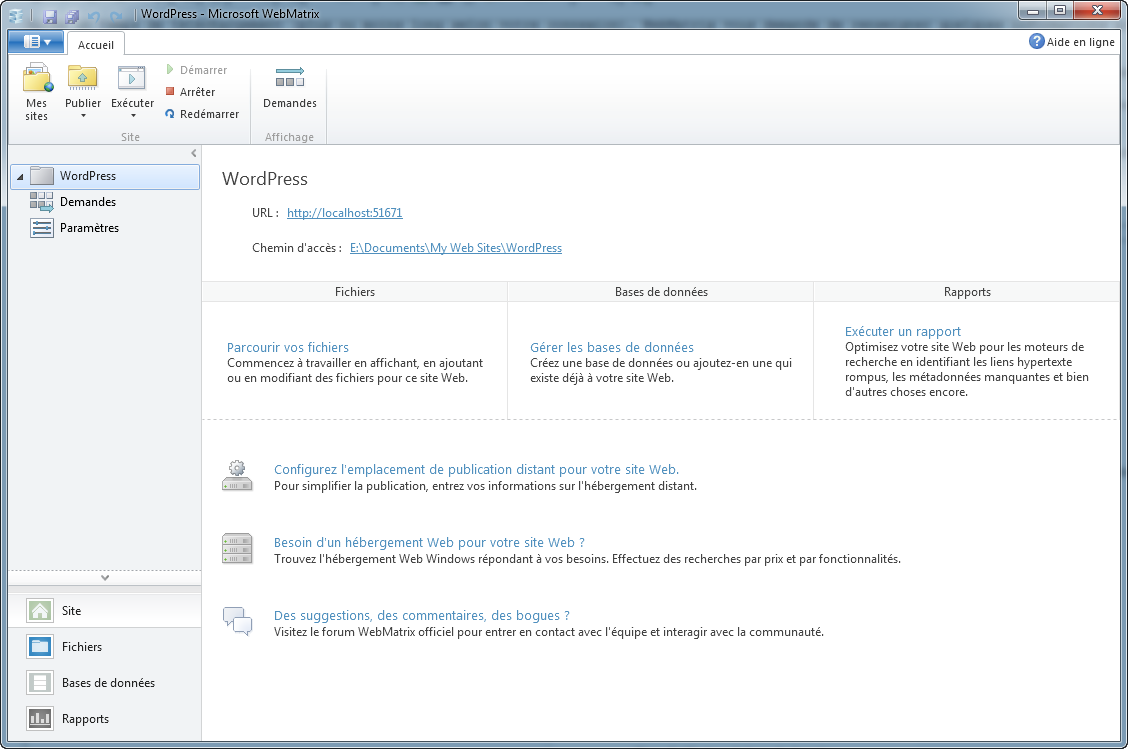 WordPress - Microsoft WebMatrix
Accueil
Aide en ligne
Mes sites
Publier
Exécuter
Démarrer
Arrêter
Redémarrer
Site
Demandes
Affichage
WordPress
Demandes
Paramètres
WordPress
URL : http://localhost:51671
Chemin d'accès : E:\Documents\My Web Sites\WordPress
Fichiers
Bases de données
Rapports
Parcourir vos fichiers
Commencez à travailler en affichant, en ajoutant
ou en modifiant des fichiers pour ce site Web.
Gérer les bases de données
Créez une base de données ou ajoutez-en une qui
existe déjà à votre site Web.
Exécuter un rapport
Optimisez votre site Web pour les moteurs de
recherche en identifiant les liens hypertexte
rompus, les métadonnées manquantes et bien
d'autres choses encore.
Configurez l'emplacement de publication distant pour votre site Web.
Pour simplifier la publication, entrez vos informations sur l'hébergement distant.
Besoin d'un hébergement Web pour votre site Web ?
Trouvez l'hébergement Web Windows répondant à vos besoins. Effectuez des recherches par prix et par fonctionnalités.
Des suggestions, des commentaires, des bogues ?
Visitez le forum WebMatrix officiel pour entrer en contact avec l'équipe et interagir avec la communauté.
Site
Fichiers
Bases de données
Rapports